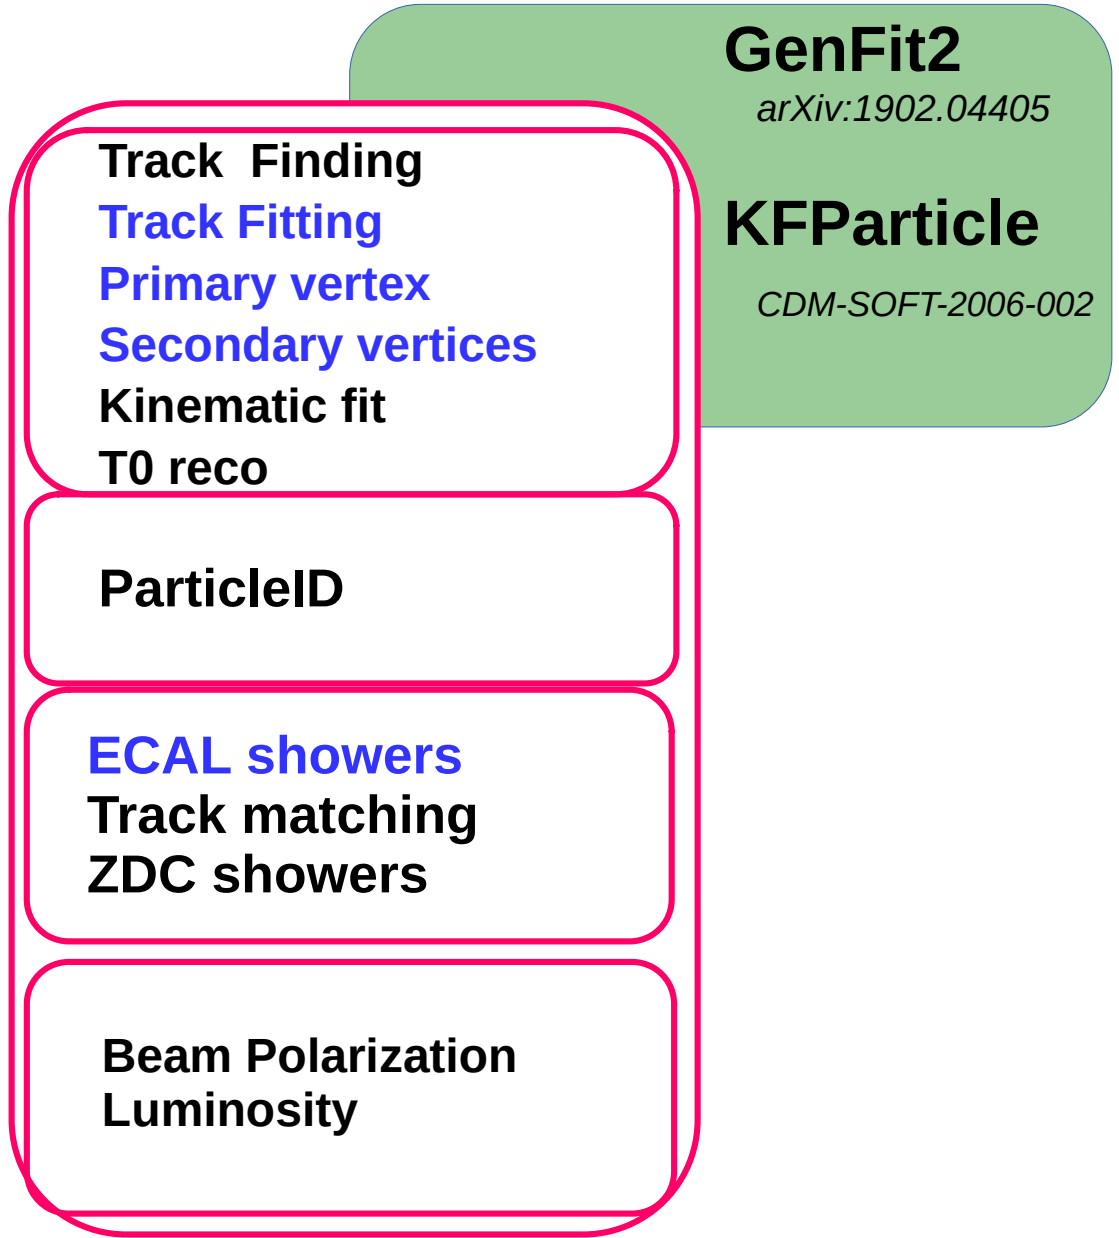 GenFit2
arXiv:1902.04405
KFParticle
CDM-SOFT-2006-002
Track Finding
Track Fitting
Primary vertex
Secondary vertices
Kinematic fit
T0 reco
ParticleID
ECAL showers
Track matching
ZDC showers
Beam Polarization
Luminosity